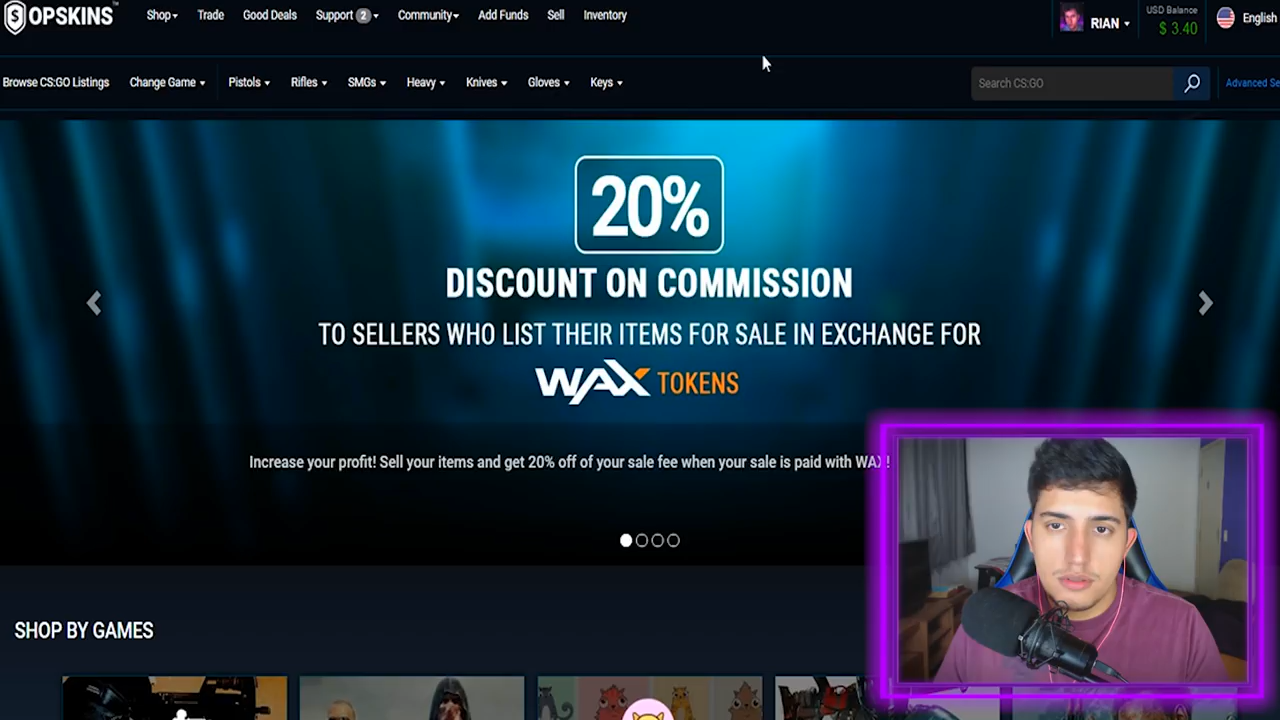 OPSKINS™
Shop Trade Good Deals Support 2 Community Add Funds Sell Inventory
RIAN
USD Balance
$ 3.40
English
Browse CS:GO Listings Change Game Pistols Rifles SMGs Heavy Knives Gloves Keys
Search CS:GO
Advanced Se
20%
DISCOUNT ON COMMISSION
TO SELLERS WHO LIST THEIR ITEMS FOR SALE IN EXCHANGE FOR
WAX TOKENS
Increase your profit! Sell your items and get 20% off of your sale fee when your sale is paid with WAX!
SHOP BY GAMES